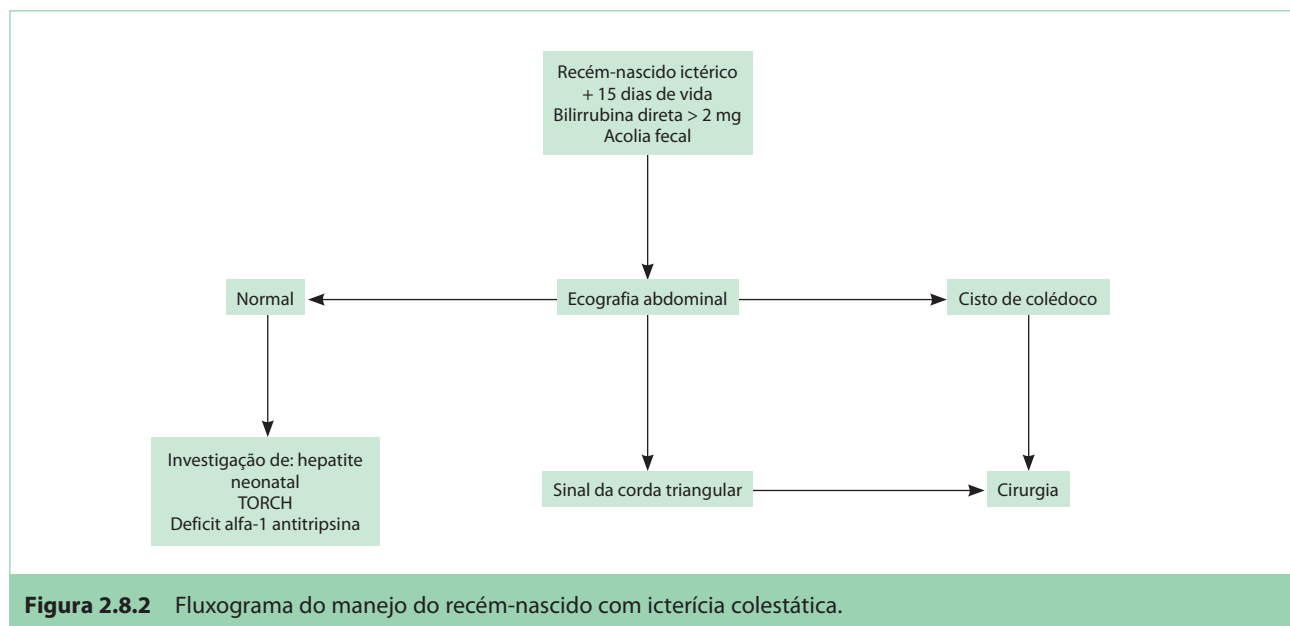 Recém-nascido ictérico
+ 15 dias de vida
Bilirrubina direta > 2 mg
Acolia fecal
Normal
Ecografia abdominal
Cisto de colédoco
Investigação de: hepatite
neonatal
TORCH
Deficit alfa-1 antitripsina
Sinal da corda triangular
Cirurgia
Figura 2.8.2 Fluxograma do manejo do recém-nascido com icterícia colestática.